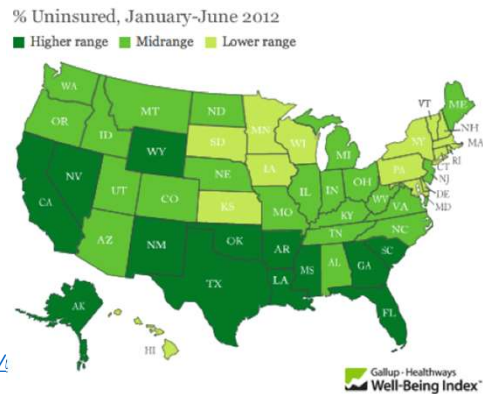 % Uninsured, January-June 2012
Higher range Midrange Lower range
WA
MT
ND
MN
VT
ME
OR
ID
SD
WI
NY
NH
MA
WY
MI
RI
CT
IA
PA
NJ
NV
NE
OH
DE
UT
IL
IN
MD
CA
CO
WV
VA
KS
MO
KY
NC
TN
AZ
OK
NM
AR
SC
MS
AL
GA
TX
LA
AK
FL
HI
Gallup-Healthways
Well-Being Index